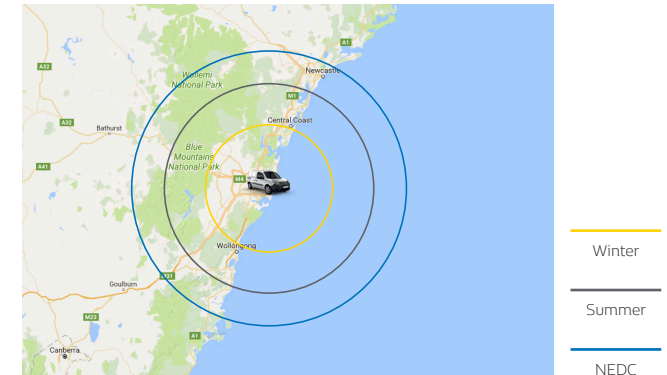 A1
A32
Wollemi
National Park
Newcastle
M1
Central Coast
A32
Bathurst
Blue
Mountains
National Park
A41
M4
Wollongong
Winter
M31
Goulburn
Summer
M23
A1
Canberra
NEDC